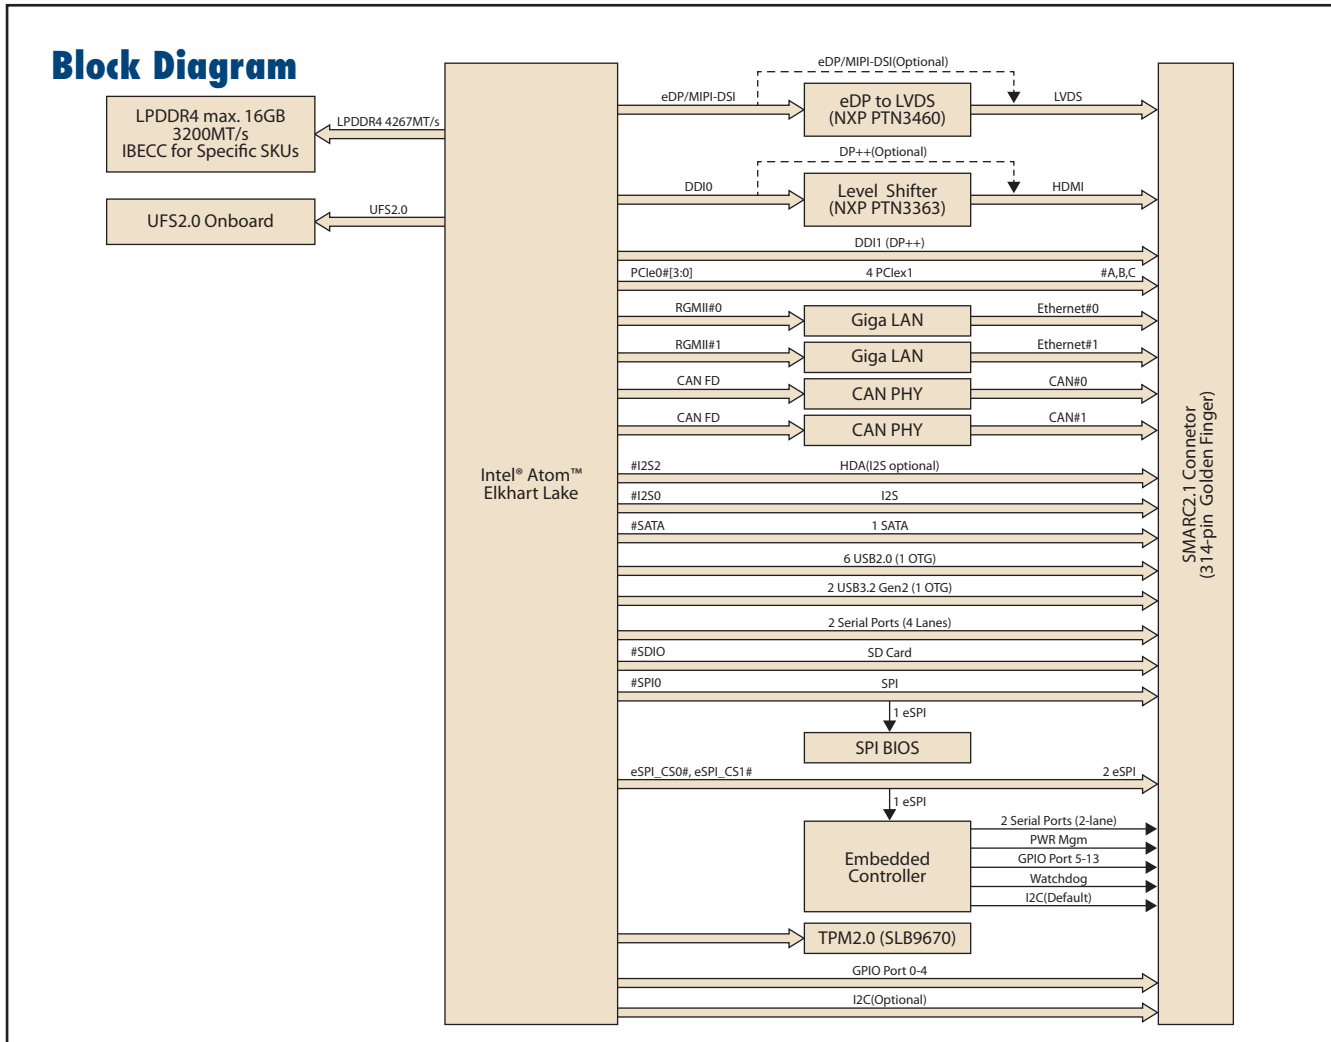 Block Diagram
LPDDR4 max. 16GB
3200MT/s
IBECC for Specific SKUs
LPDDR4 4267MT/s
UFS2.0 Onboard
UFS2.0
Intel® Atom™
Elkhart Lake
eDP/MIPI-DSI(Optional)
eDP/MIPI-DSI
eDP to LVDS
(NXP PTN3460)
LVDS
DP++(Optional)
DDI0
Level Shifter
(NXP PTN3363)
HDMI
DDI1 (DP++)
PCIe0#[3:0]
4 PCIex1
#A,B,C
RGMII#0
Giga LAN
Ethernet#0
RGMII#1
Giga LAN
Ethernet#1
CAN FD
CAN PHY
CAN#0
CAN FD
CAN PHY
CAN#1
#I2S2
HDA(I2S optional)
#I2S0
I2S
#SATA
1 SATA
6 USB2.0 (1 OTG)
2 USB3.2 Gen2 (1 OTG)
2 Serial Ports (4 Lanes)
#SDIO
SD Card
#SPI0
SPI
1 eSPI
SPI BIOS
eSPI_CS0#, eSPI_CS1#
2 eSPI
1 eSPI
Embedded
Controller
2 Serial Ports (2-lane)
PWR Mgm
GPIO Port 5-13
Watchdog
I2C(Default)
TPM2.0 (SLB9670)
GPIO Port 0-4
I2C(Optional)
SMARC2.1 Connetor
(314-pin Golden Finger)